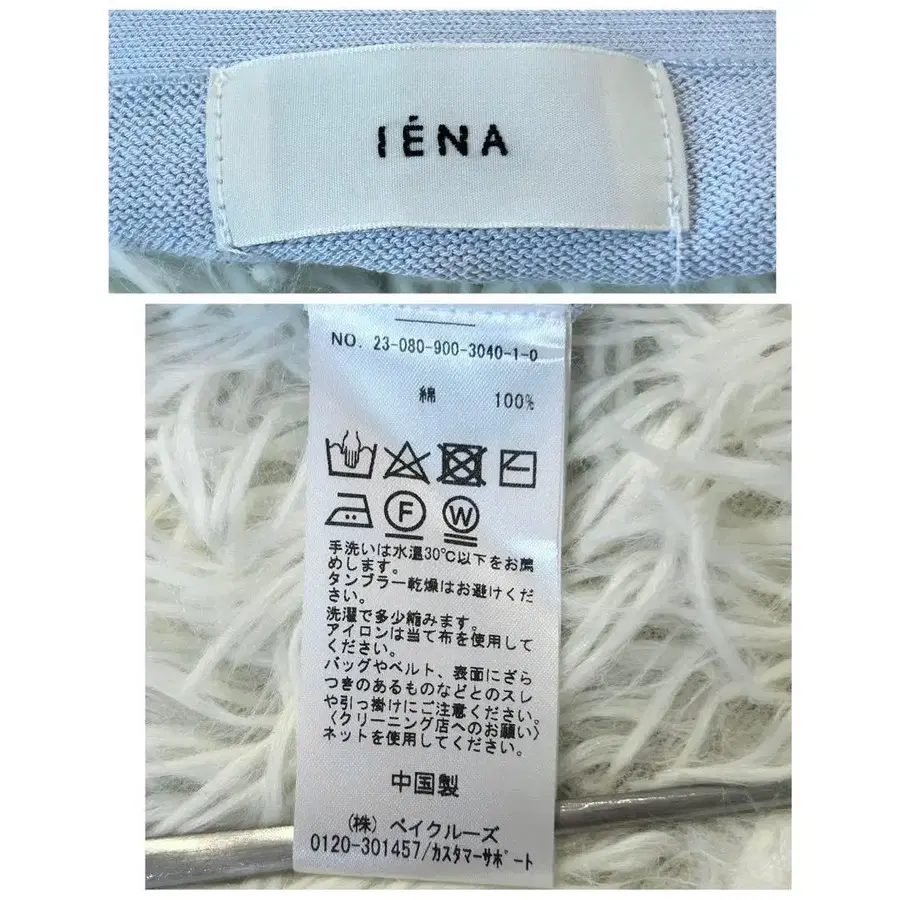 IÉNA
NO. 23-080-900-3040-1-0
綿 100%
F W
手洗いは水温30℃以下をお薦
めします。
タンブラー乾燥はお避けくだ
さい。
洗濯で多少縮みます。
アイロンは当て布を使用して
ください。
バッグやベルト、表面にざら
つきのあるものなどとのスレ
や引っ掛けにご注意ください。
〈クリーニング店へのお願い〉
ネットを使用してください。
中国製
(株) ベイクルーズ
0120-301457/カスタマーサポート